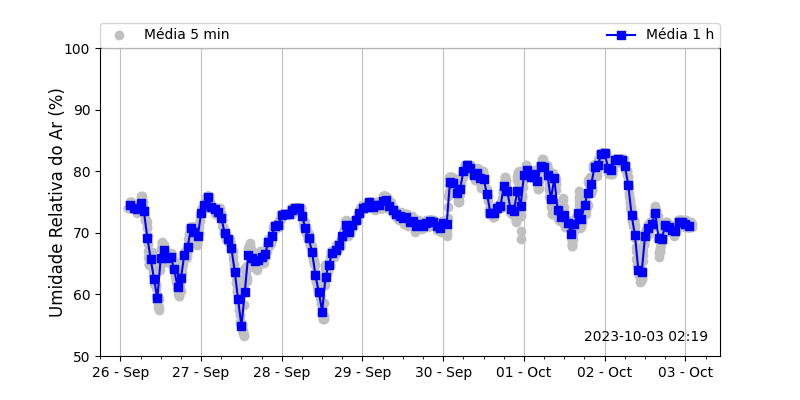 Média 5 min
Média 1 h
100
90
80
70
60
50
Umidade Relativa do Ar (%)
2023-10-03 02:19
26 - Sep
27 - Sep
28 - Sep
29 - Sep
30 - Sep
01 - Oct
02 - Oct
03 - Oct